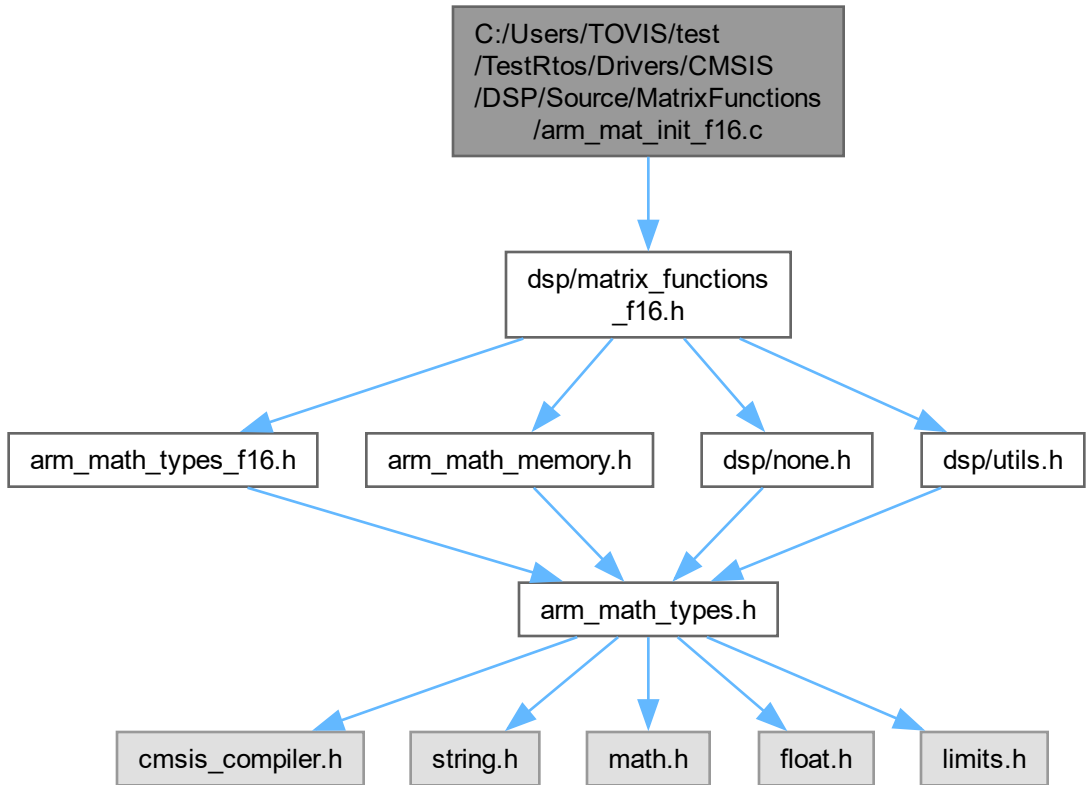 C:/Users/TOVIS/test
/TestRtos/Drivers/CMSIS
/DSP/Source/MatrixFunctions
/arm_mat_init_f16.c
dsp/matrix_functions
_f16.h
arm_math_types_f16.h
arm_math_memory.h
dsp/none.h
dsp/utils.h
arm_math_types.h
cmsis_compiler.h
string.h
math.h
float.h
limits.h